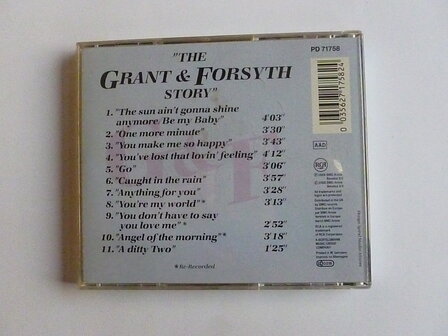 "THE
GRANT & FORSYTH
STORY"
PD 71758
1. "The sun ain't gonna shine
anymore/Be my Baby" 4'03"
2. "One more minute" 3'30"
3. "You make me so happy" 3'43"
4. "You've lost that lovin' feeling" 4'12"
5. "Go" 3'06"
6. "Caught in the rain" 3'57"
7. "Anything for you" 3'28"
8. "You're my world"* 3'13"
9. "You don't have to say
you love me"* 2'52"
10. "Angel of the morning"* 3'18"
11. "A ditty Two" 1'25"
*Re-Recorded
0 035627 175824
AAD
RCA